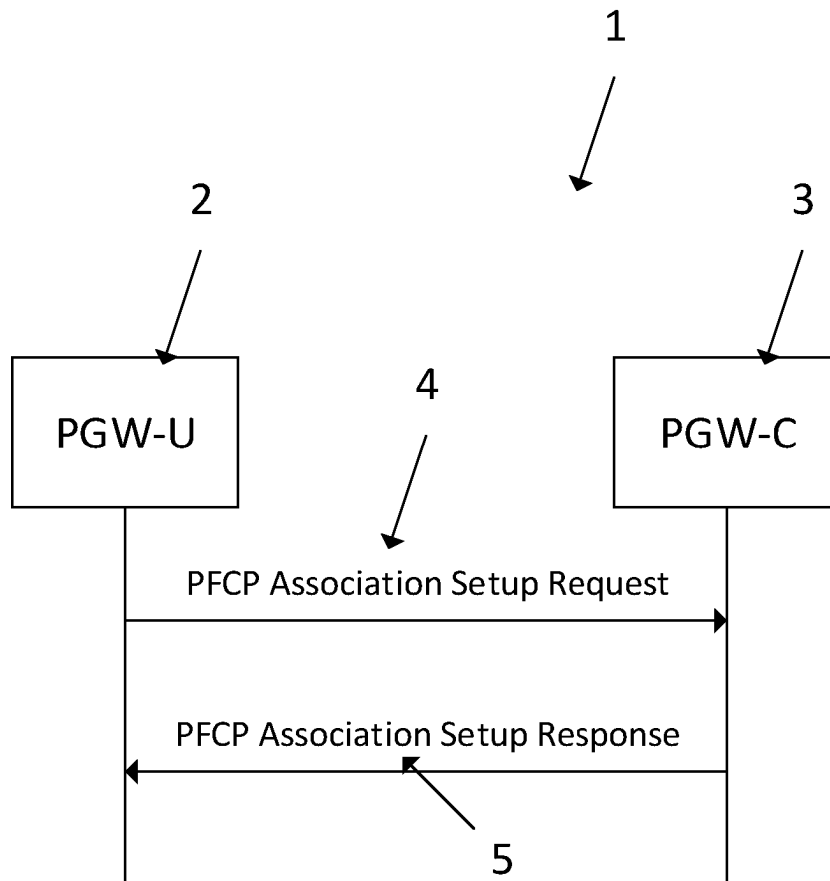 1
2
3
PGW-U
PGW-C
4
PFCP Association Setup Request
PFCP Association Setup Response
5